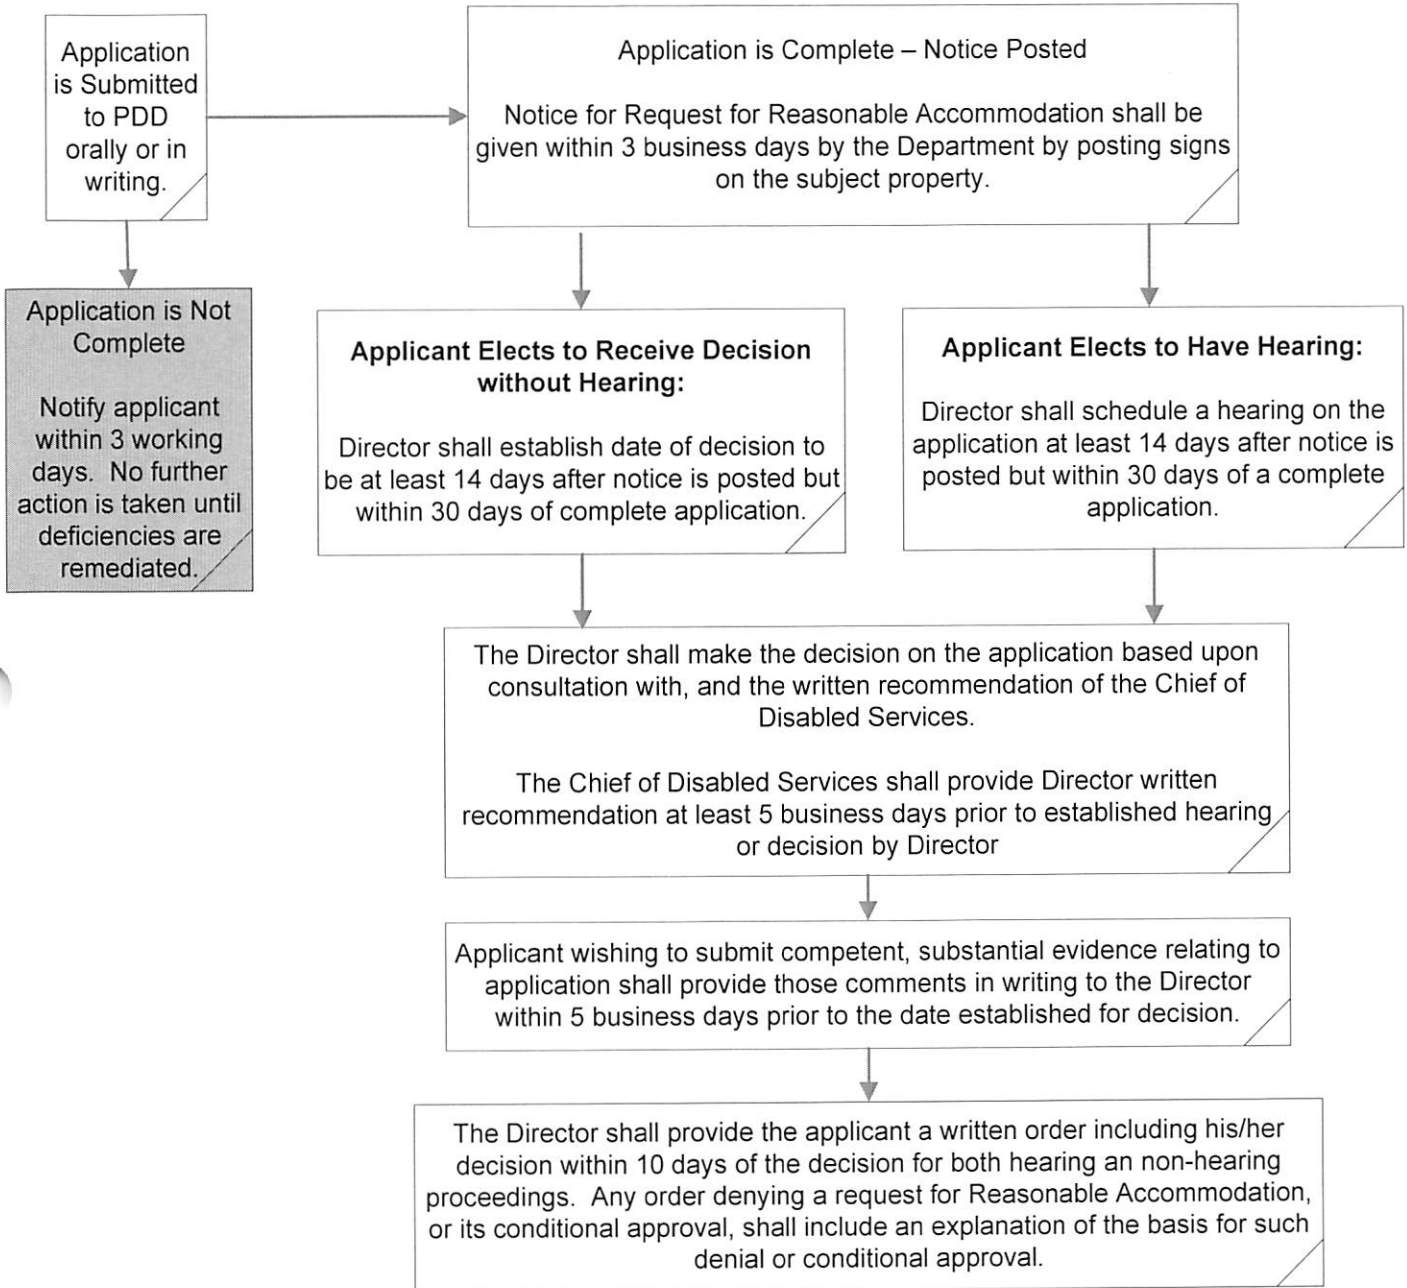 Application
is Submitted
to PDD
orally or in
writing.
Application is Complete – Notice Posted
Notice for Request for Reasonable Accommodation shall be
given within 3 business days by the Department by posting signs
on the subject property.
Application is Not
Complete
Notify applicant
within 3 working
days. No further
action is taken until
deficiencies are
remediated.
Applicant Elects to Receive Decision
without Hearing:
Director shall establish date of decision to
be at least 14 days after notice is posted but
within 30 days of complete application.
Applicant Elects to Have Hearing:
Director shall schedule a hearing on the
application at least 14 days after notice is
posted but within 30 days of a complete
application.
The Director shall make the decision on the application based upon
consultation with, and the written recommendation of the Chief of
Disabled Services.
The Chief of Disabled Services shall provide Director written
recommendation at least 5 business days prior to established hearing
or decision by Director
Applicant wishing to submit competent, substantial evidence relating to
application shall provide those comments in writing to the Director
within 5 business days prior to the date established for decision.
The Director shall provide the applicant a written order including his/her
decision within 10 days of the decision for both hearing an non-hearing
proceedings. Any order denying a request for Reasonable Accommodation,
or its conditional approval, shall include an explanation of the basis for such
denial or conditional approval.